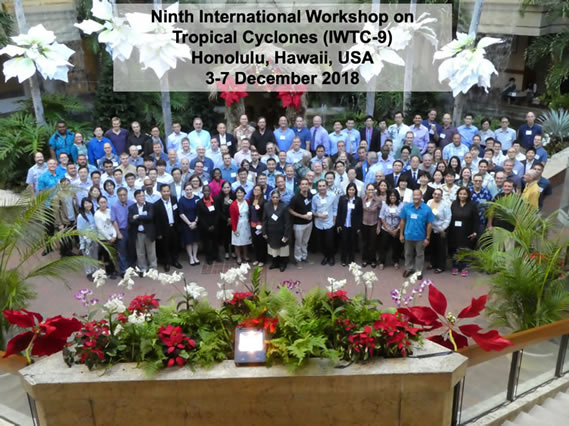 Ninth International Workshop on
Tropical Cyclones (IWTC-9)
Honolulu, Hawaii, USA
3-7 December 2018